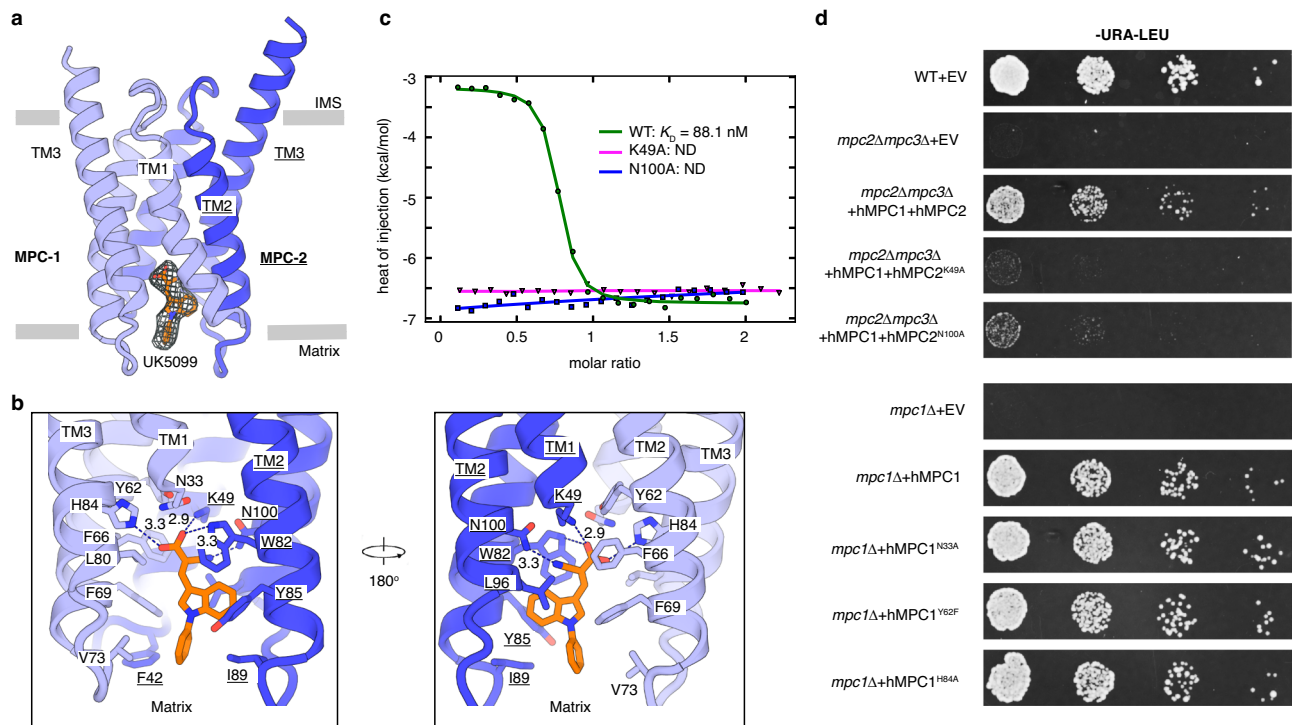 a
IMS
TM3
TM3
TM1
TM2
MPC-1
MPC-2
UK5099
Matrix
b
TM3
TM1
TM2
N33
Y62
K49
H84
N100
3.3
2.9
F66
3.3
W82
L80
F69
Y85
V73
F42
I89
Matrix
180°
TM1
TM2
TM3
TM2
K49
Y62
N100
2.9
H84
W82
F66
3.3
L96
F69
Y85
I89
V73
Matrix
c
heat of injection (kcal/mol)
-3
-4
-5
-6
-7
0
0.5
1
1.5
2
molar ratio
WT: KD = 88.1 nM
K49A: ND
N100A: ND
d
-URA-LEU
WT+EV
mpc2Δmpc3Δ+EV
mpc2Δmpc3Δ
+hMPC1+hMPC2
mpc2Δmpc3Δ
+hMPC1+hMPC2K49A
mpc2Δmpc3Δ
+hMPC1+hMPC2N100A
mpc1Δ+EV
mpc1Δ+hMPC1
mpc1Δ+hMPC1N33A
mpc1Δ+hMPC1Y62F
mpc1Δ+hMPC1H84A